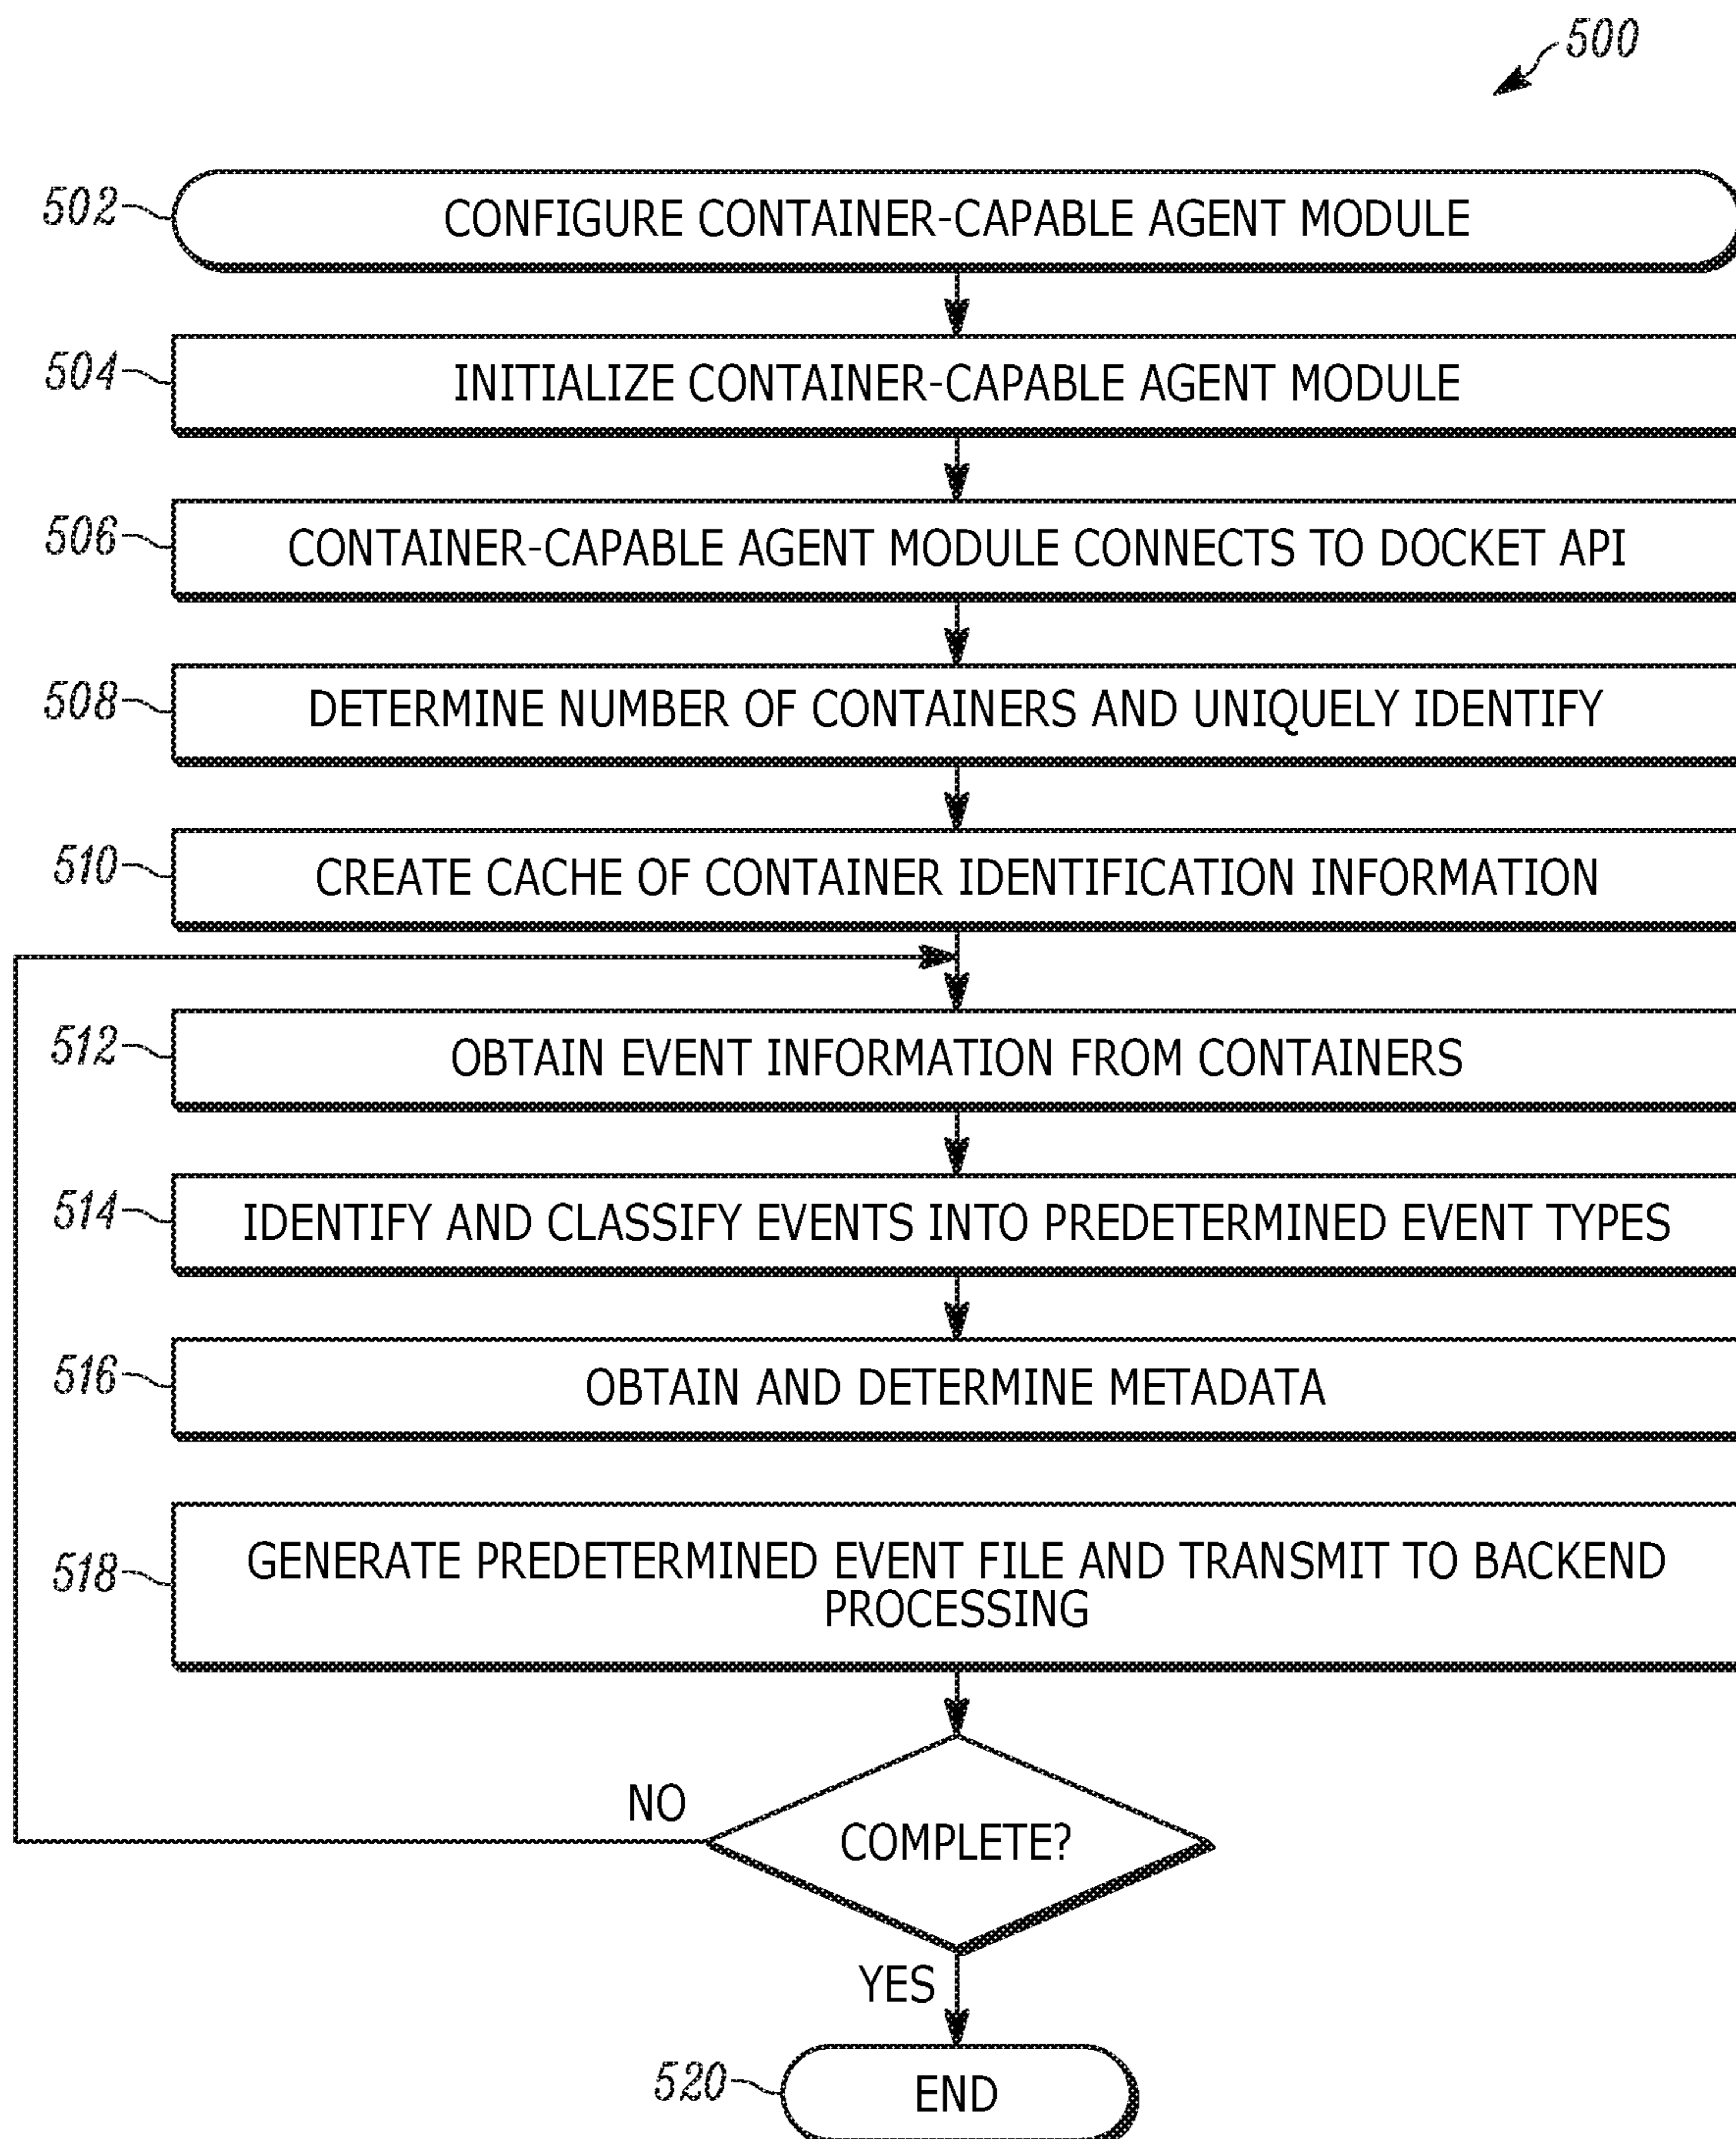 500
502
CONFIGURE CONTAINER-CAPABLE AGENT MODULE
504
INITIALIZE CONTAINER-CAPABLE AGENT MODULE
506
CONTAINER-CAPABLE AGENT MODULE CONNECTS TO DOCKET API
508
DETERMINE NUMBER OF CONTAINERS AND UNIQUELY IDENTIFY
510
CREATE CACHE OF CONTAINER IDENTIFICATION INFORMATION
512
OBTAIN EVENT INFORMATION FROM CONTAINERS
514
IDENTIFY AND CLASSIFY EVENTS INTO PREDETERMINED EVENT TYPES
516
OBTAIN AND DETERMINE METADATA
518
GENERATE PREDETERMINED EVENT FILE AND TRANSMIT TO BACKEND
PROCESSING
NO
COMPLETE?
YES
520
END